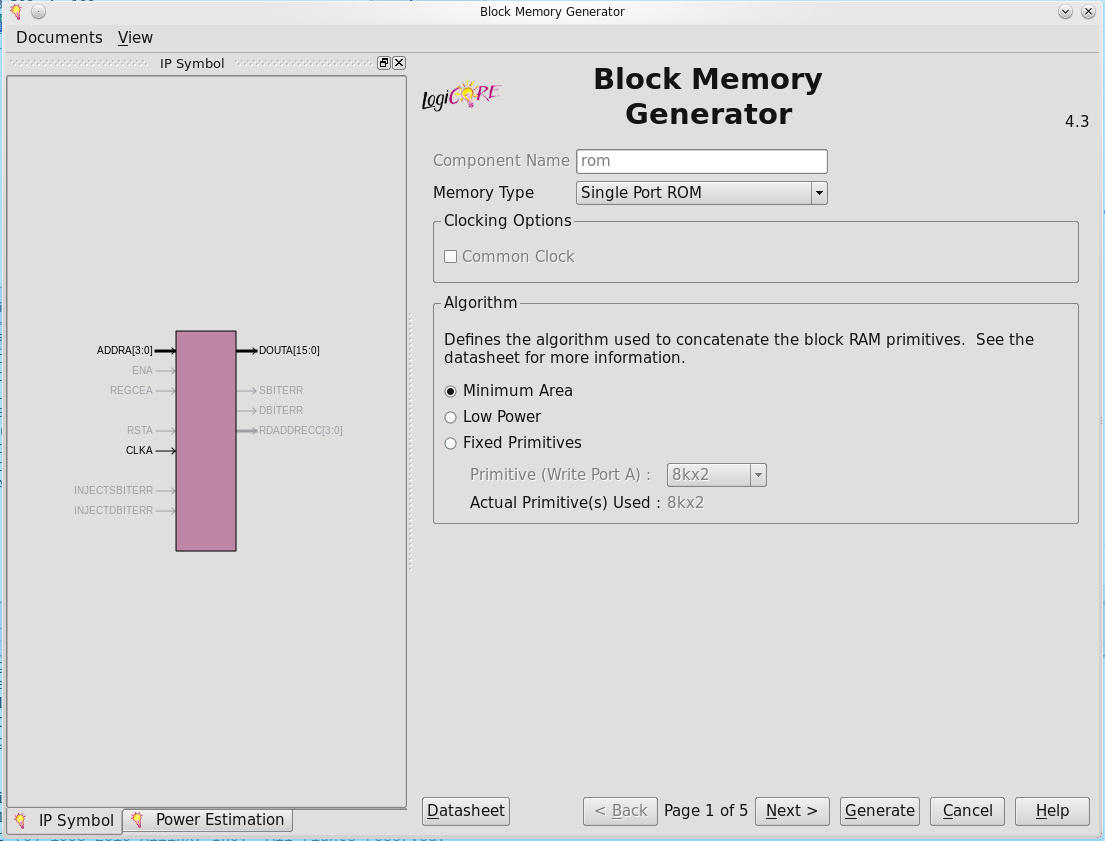 Block Memory Generator
Documents View
IP Symbol
LogiCORE
Block Memory
Generator
4.3
Component Name rom
Memory Type Single Port ROM
Clocking Options
Common Clock
Algorithm
Defines the algorithm used to concatenate the block RAM primitives. See the
datasheet for more information.
Minimum Area
Low Power
Fixed Primitives
Primitive (Write Port A) : 8kx2
Actual Primitive(s) Used : 8kx2
ADDRA[3:0] DOUTA[15:0]
ENA
REGCEA SBITERR
DBITERR
RSTA RDADDRECC[3:0]
CLKA
INJECTSBITERR
INJECTDBITERR
Datasheet < Back Page 1 of 5 Next > Generate Cancel Help
IP Symbol Power Estimation